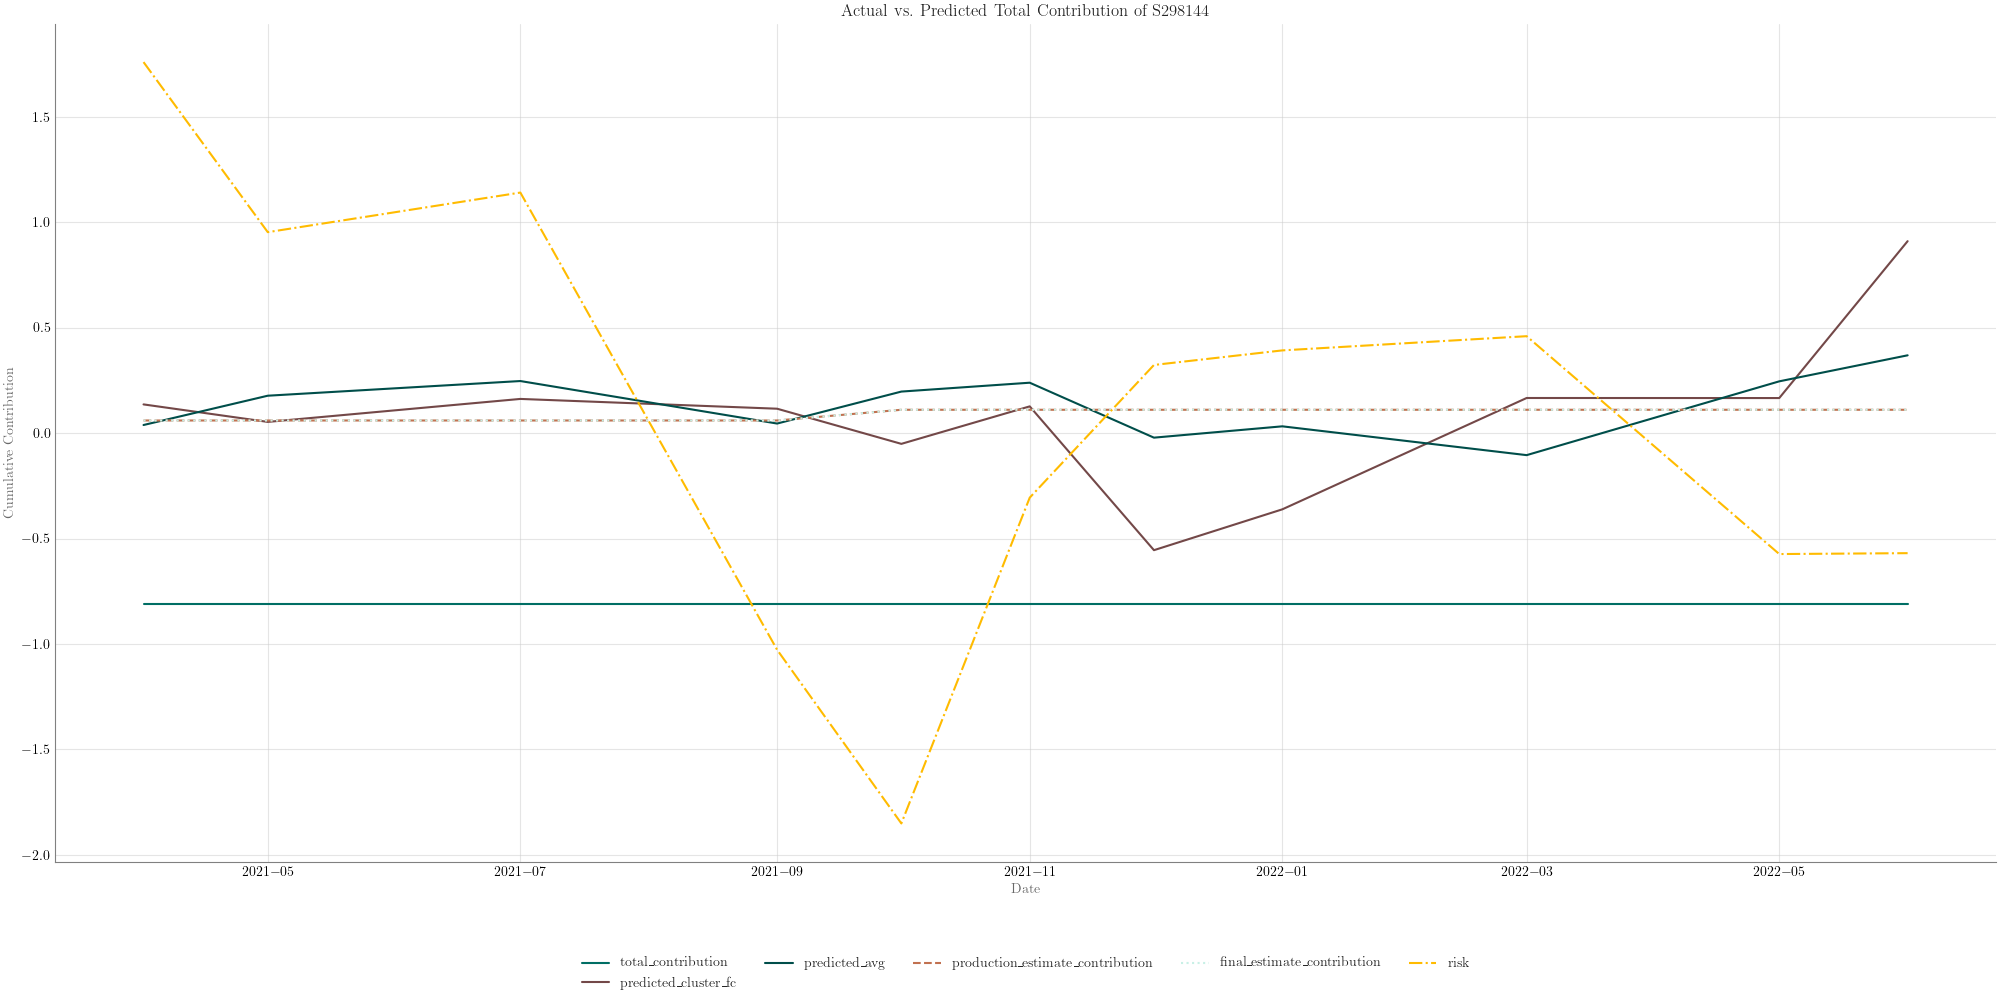 Actual vs. Predicted Total Contribution of S298144
Cumulative Contribution
1.5
1.0
0.5
0.0
−0.5
−1.0
−1.5
−2.0
2021−05 2021−07 2021−09 2021−11 2022−01 2022−03 2022−05
Date
total_contribution predicted_avg production_estimate_contribution final_estimate_contribution risk
predicted_cluster_fc